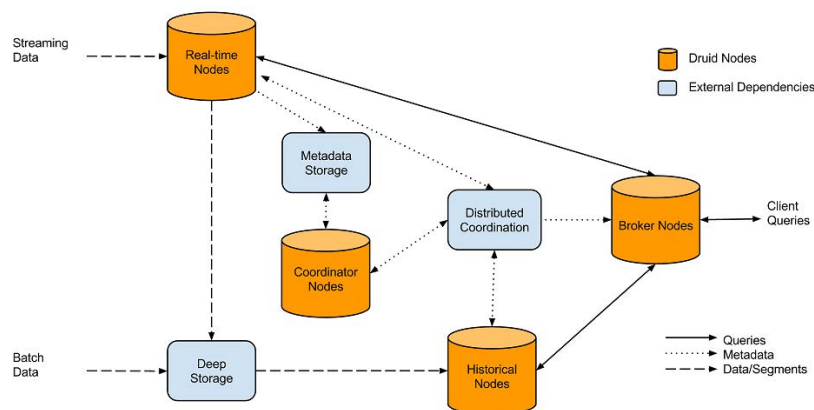 Streaming
Data
Real-time
Nodes
Druid Nodes
External Dependencies
Metadata
Storage
Distributed
Coordination
Broker Nodes
Client
Queries
Coordinator
Nodes
Batch
Data
Deep
Storage
Historical
Nodes
Queries
Metadata
Data/Segments